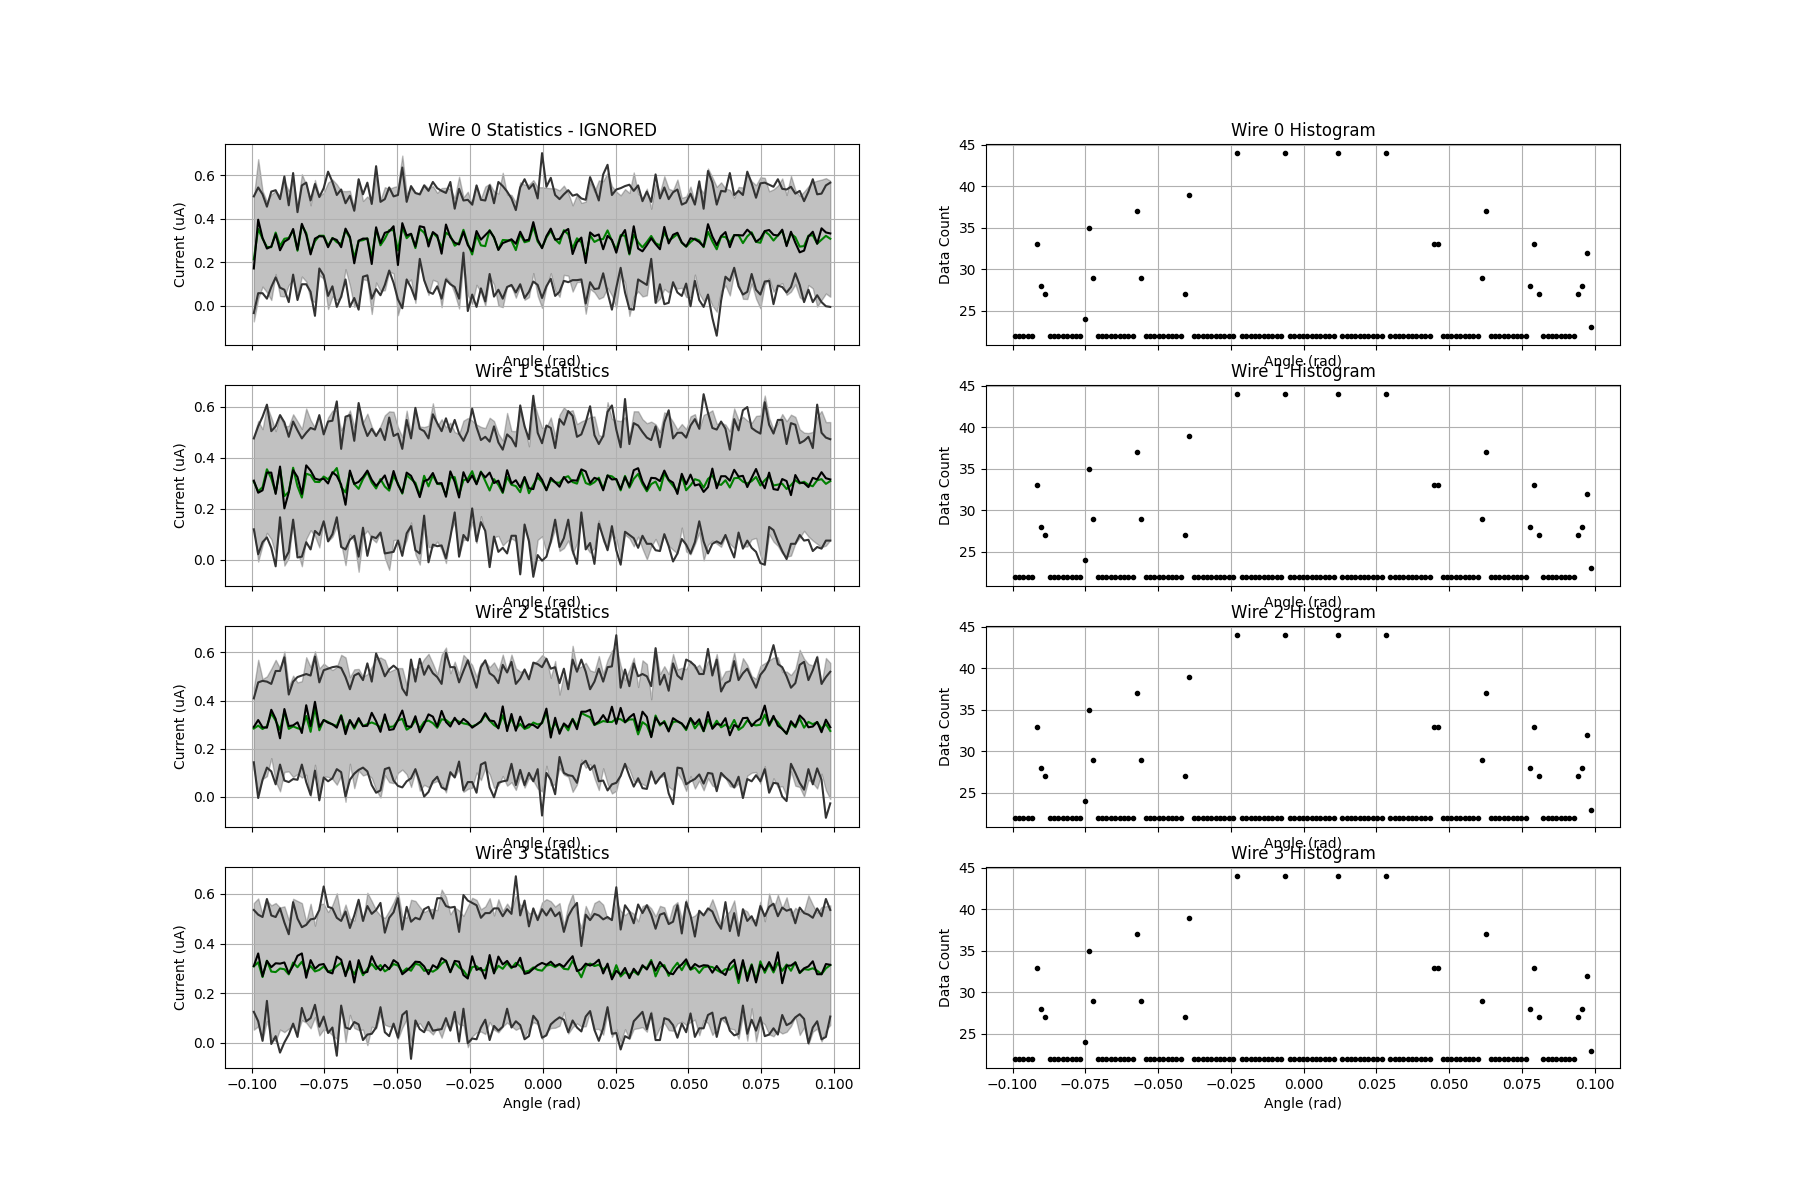 Wire 0 Statistics - IGNORED
Current (uA)
0.6
0.4
0.2
0.0
Angle (rad)
Wire 0 Histogram
Data Count
45
40
35
30
25
Angle (rad)
Wire 1 Statistics
Current (uA)
0.6
0.4
0.2
0.0
Angle (rad)
Wire 1 Histogram
Data Count
45
40
35
30
25
Angle (rad)
Wire 2 Statistics
Current (uA)
0.6
0.4
0.2
0.0
Angle (rad)
Wire 2 Histogram
Data Count
45
40
35
30
25
Angle (rad)
Wire 3 Statistics
Current (uA)
0.6
0.4
0.2
0.0
−0.100 −0.075 −0.050 −0.025 0.000 0.025 0.050 0.075 0.100
Angle (rad)
Wire 3 Histogram
Data Count
45
40
35
30
25
−0.100 −0.075 −0.050 −0.025 0.000 0.025 0.050 0.075 0.100
Angle (rad)